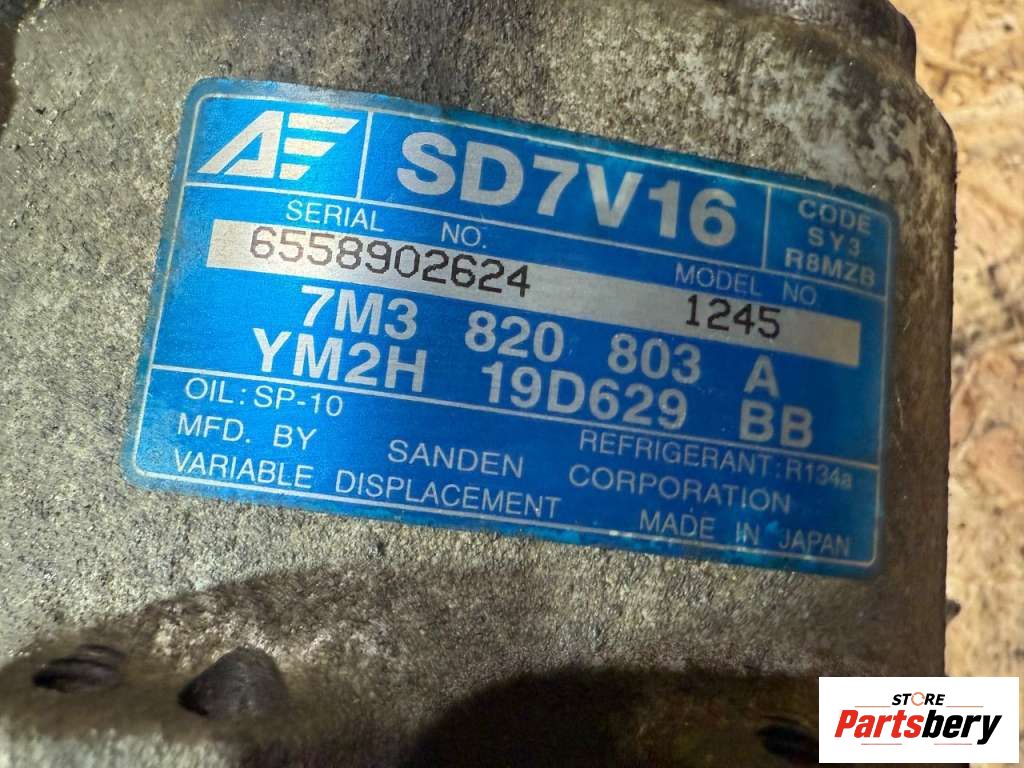 AE SD7V16 CODE
SY3
R8MZB
SERIAL NO.
6558902624
MODEL NO.
1245
7M3 820 803 A
YM2H 19D629 BB
OIL: SP-10 REFRIGERANT: R134a
MFD. BY SANDEN CORPORATION
VARIABLE DISPLACEMENT MADE IN JAPAN
STORE
Partsbery